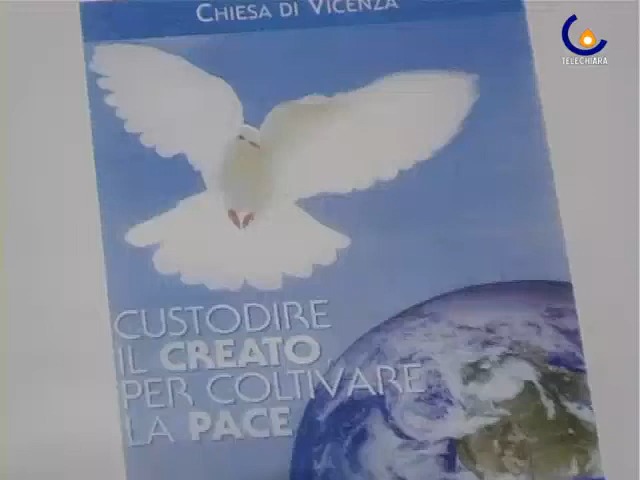 CHIESA DI VICENZA
TELECHIARA
CUSTODIRE
IL CREATO,
PER COLTIVARE
LA PACE